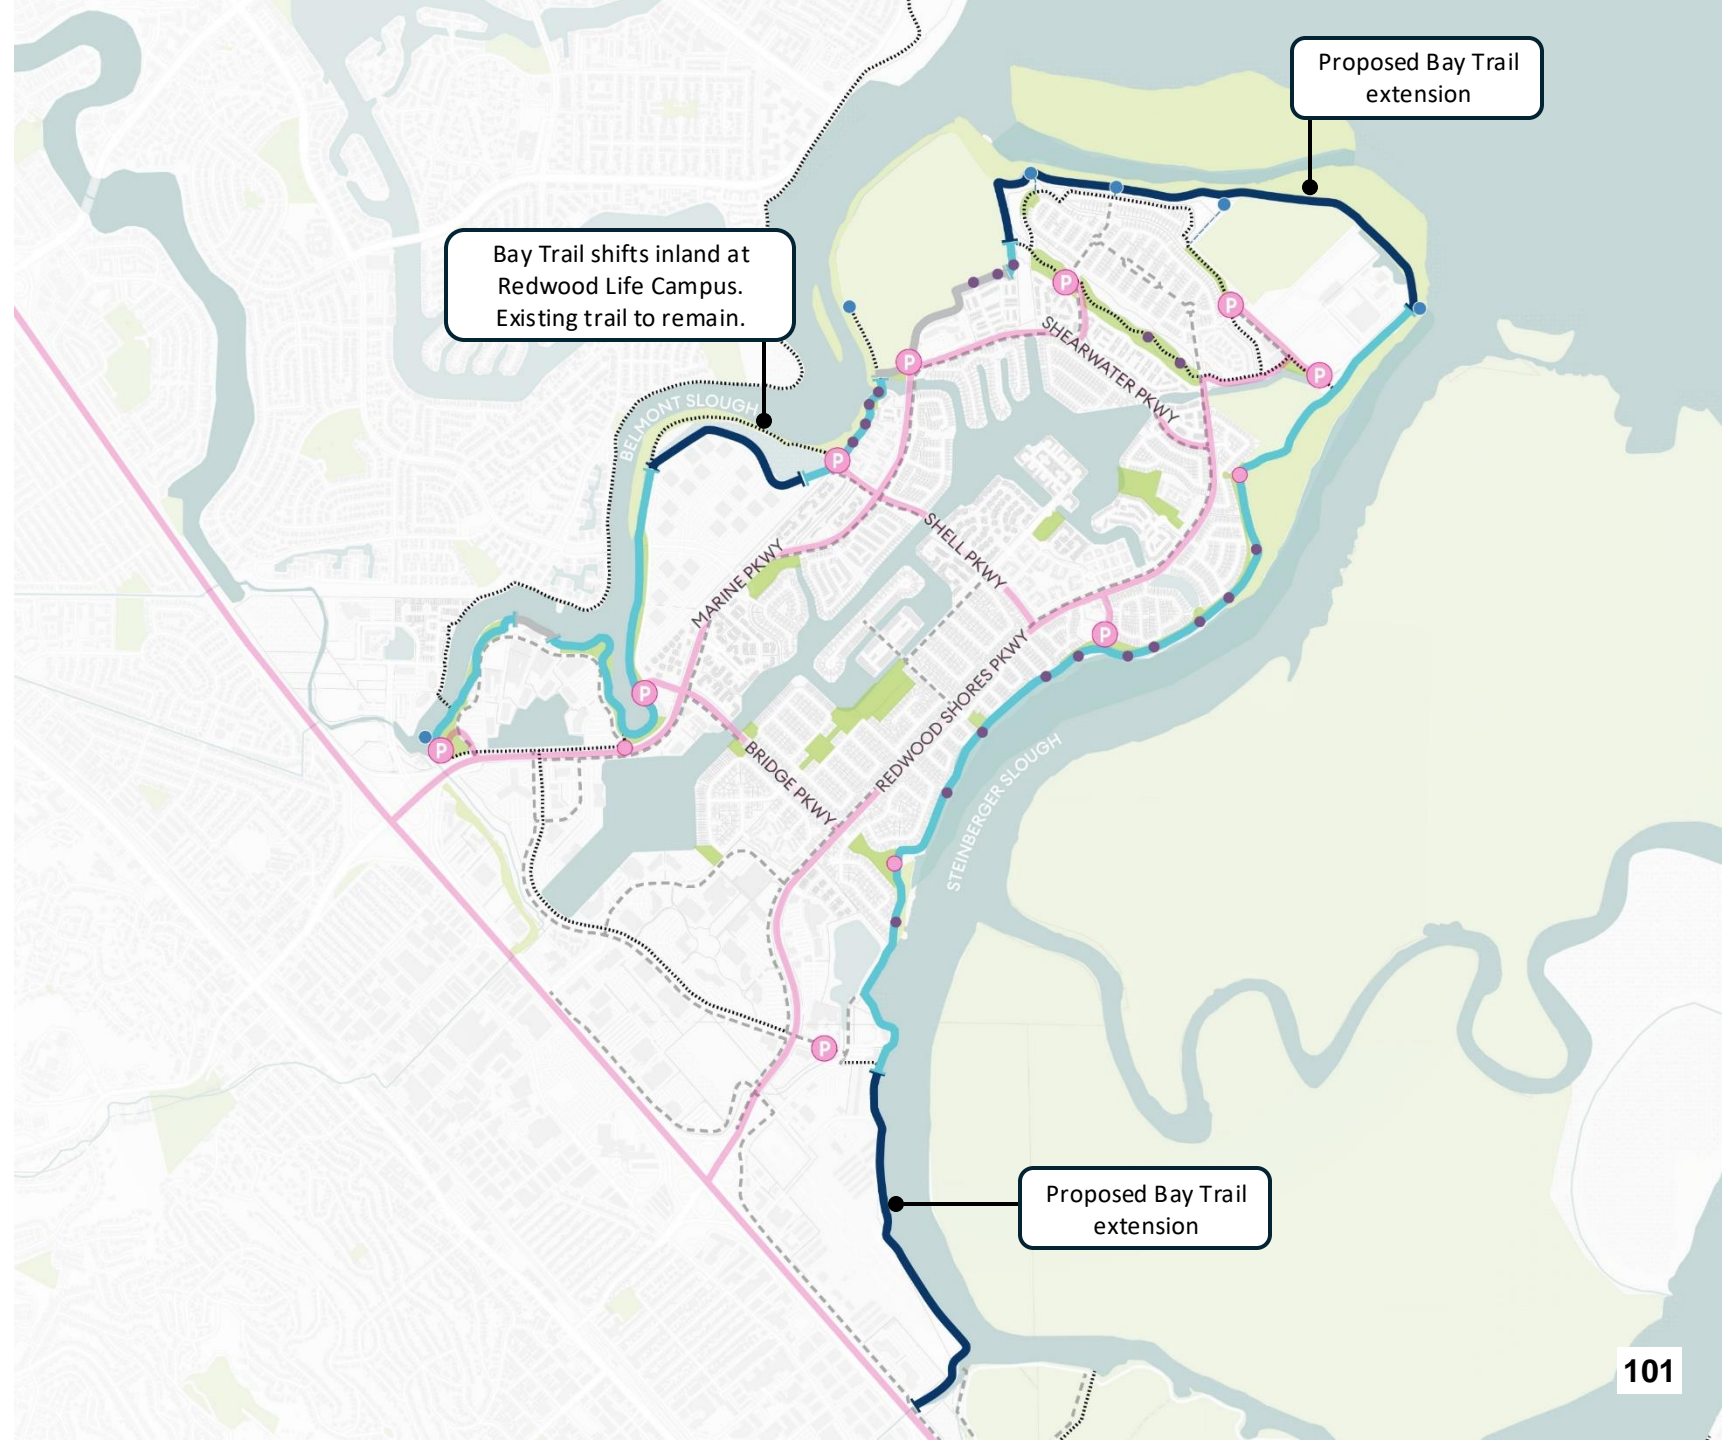 Proposed Bay Trail
extension
Bay Trail shifts inland at
Redwood Life Campus.
Existing trail to remain.
P
P
SHEARWATER PKWY
P
P
BELMONT SLOUGH
P
SHELL PKWY
MARINE PKWY
P
REDWOOD SHORES PKWY
P
P
BRIDGE PKWY
STEINBERGER SLOUGH
P
Proposed Bay Trail
extension
101